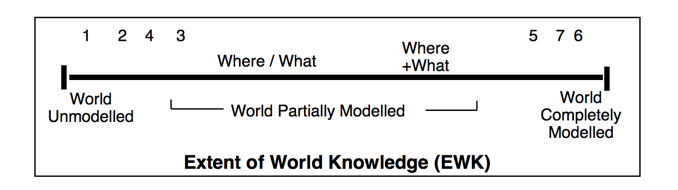 1 2 4 3 5 7 6
Where / What
Where
+What
World
Unmodelled
World Partially Modelled
World
Completely
Modelled
Extent of World Knowledge (EWK)